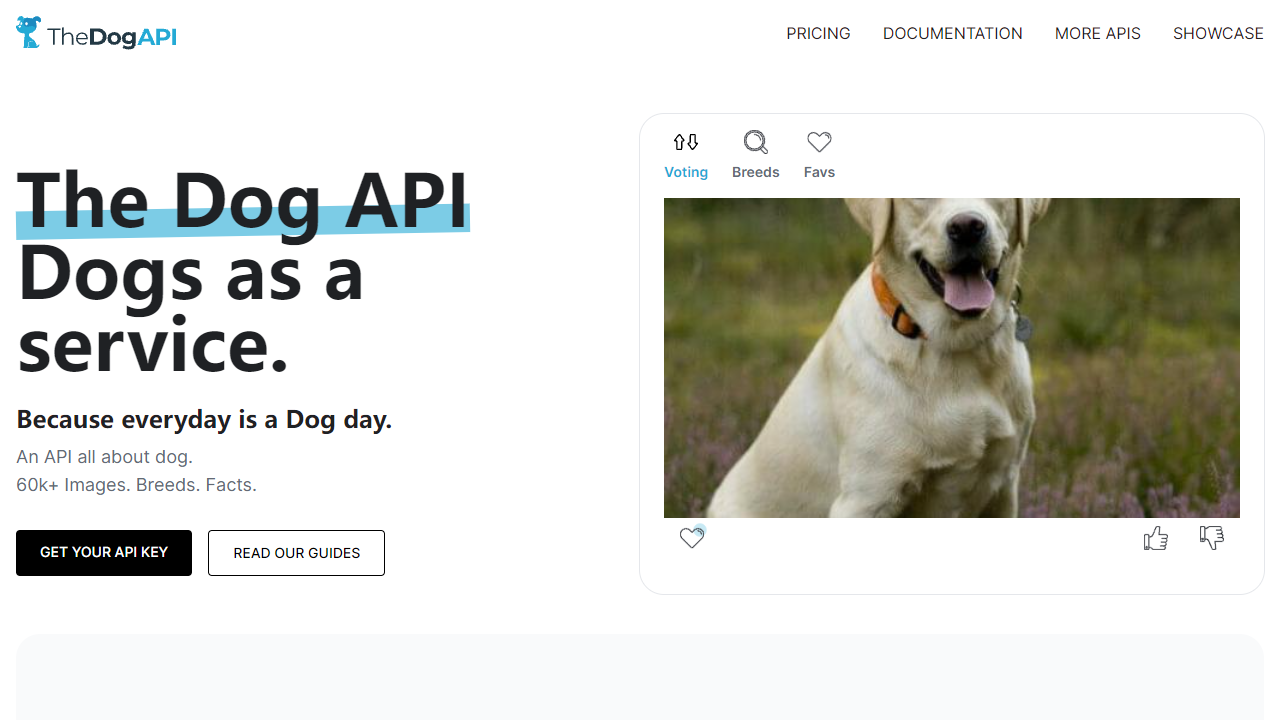 TheDogAPI
PRICING
DOCUMENTATION
MORE APIS
SHOWCASE
The Dog API
Dogs as a
service.
Because everyday is a Dog day.
An API all about dog.
60k+ Images. Breeds. Facts.
GET YOUR API KEY
READ OUR GUIDES
Voting
Breeds
Favs